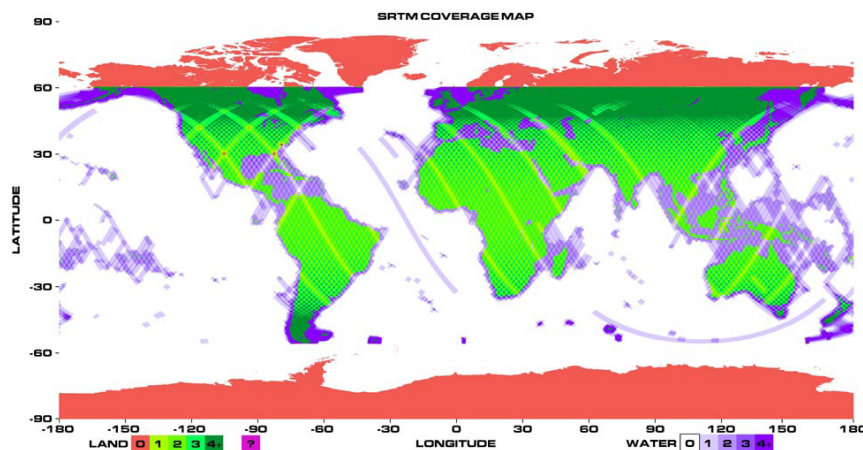 SRTM COVERAGE MAP
90
60
30
0
-30
-60
-90
LATITUDE
-180 -150 -120 -90 -60 -30 0 30 60 90 120 150 180
LAND 0 1 2 3 4+ ? LONGITUDE WATER 0 1 2 3 4+